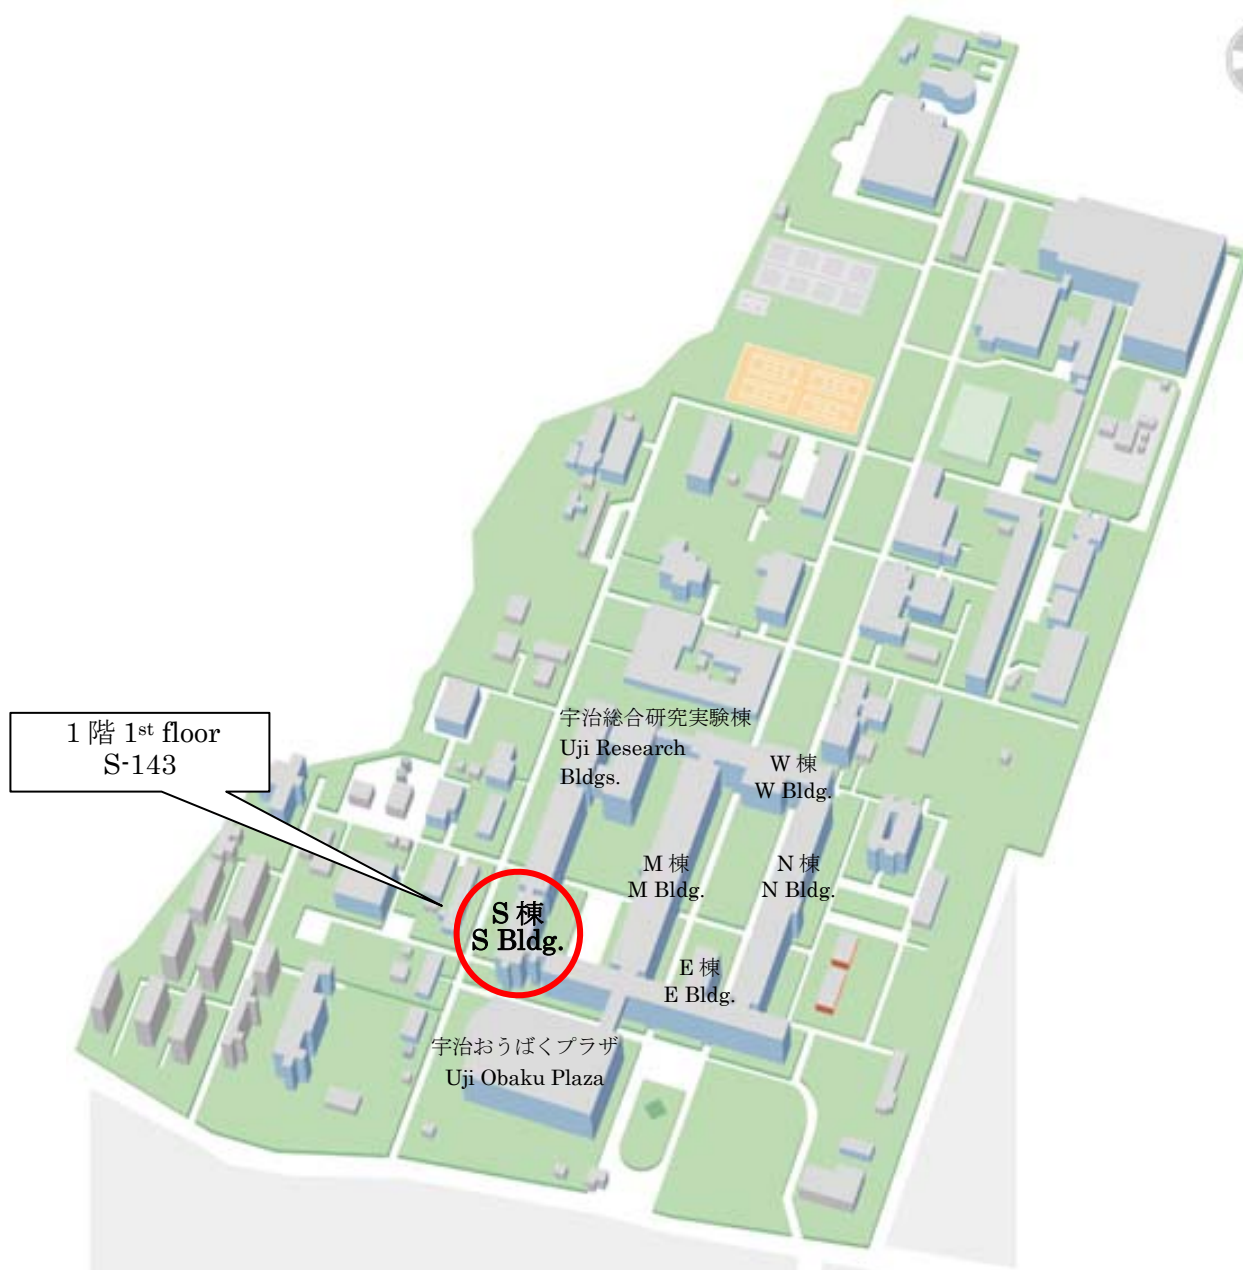 宇治総合研究実験棟
Uji Research
Bldgs.
1 階 1st floor
S-143
W 棟
W Bldg.
M 棟
M Bldg.
N 棟
N Bldg.
S 棟
S Bldg.
E 棟
E Bldg.
宇治おうばくプラザ
Uji Obaku Plaza